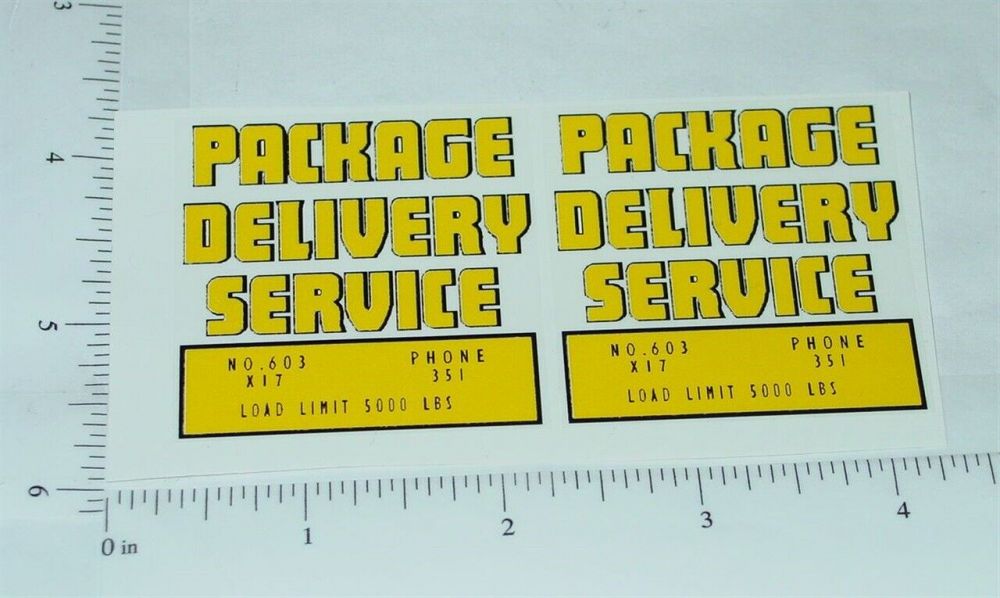 3
4
5
6
PACKAGE
DELIVERY
SERVICE
NO.603 PHONE
X17 351
LOAD LIMIT 5000 LBS
PACKAGE
DELIVERY
SERVICE
NO.603 PHONE
X17 351
LOAD LIMIT 5000 LBS
0 in 1 2 3 4